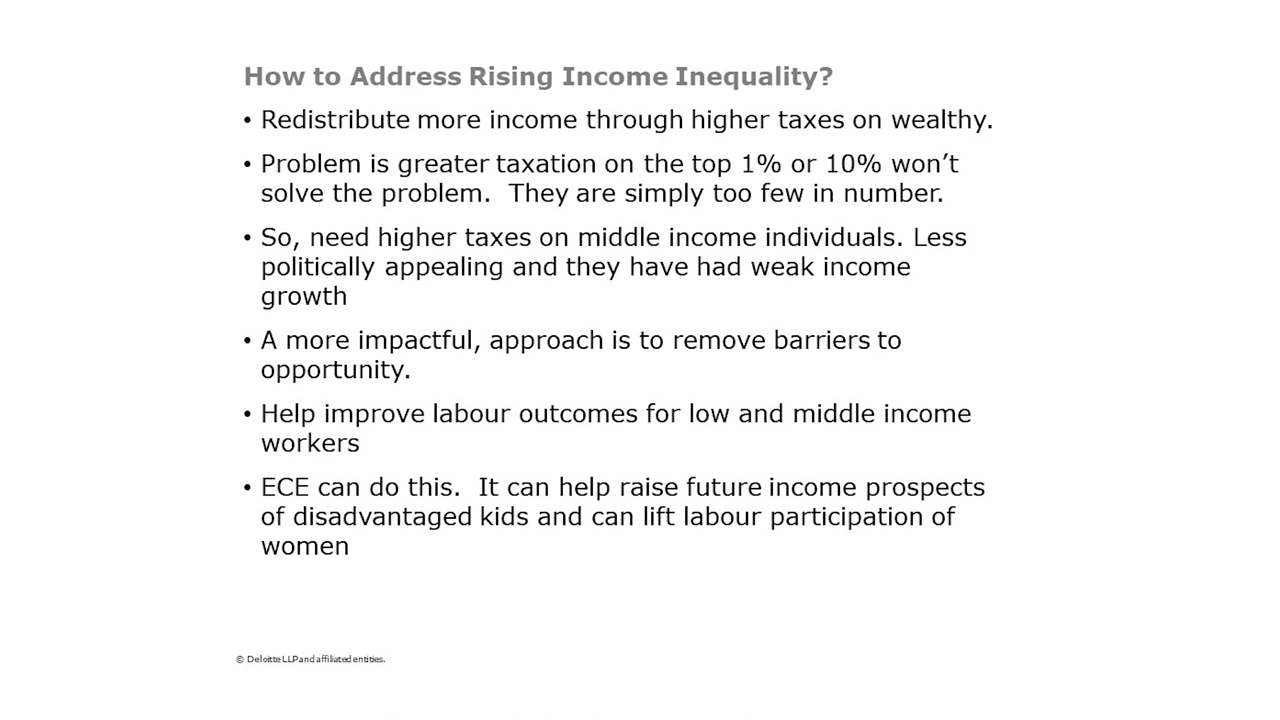 How to Address Rising Income Inequality?
• Redistribute more income through higher taxes on wealthy.
• Problem is greater taxation on the top 1% or 10% won’t
solve the problem.  They are simply too few in number.
• So, need higher taxes on middle income individuals. Less
politically appealing and they have had weak income
growth
• A more impactful, approach is to remove barriers to
opportunity.
• Help improve labour outcomes for low and middle income
workers
• ECE can do this.  It can help raise future income prospects
of disadvantaged kids and can lift labour participation of
women
© Deloitte LLP and affiliated entities.